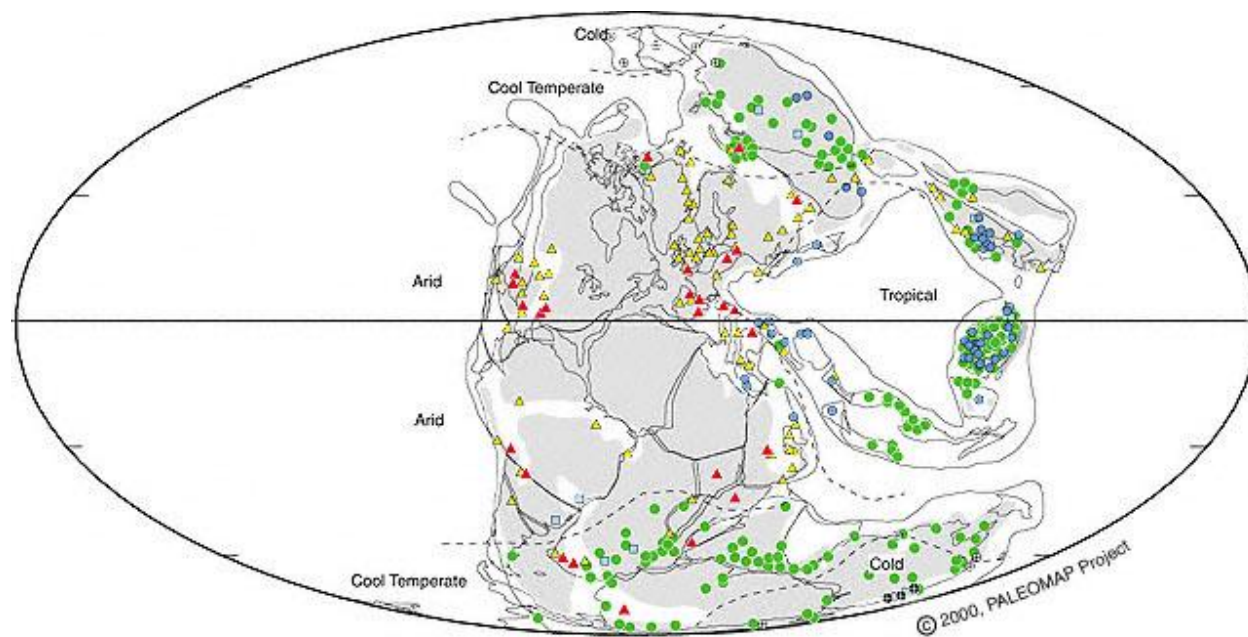 Cold
Cool Temperate
Arid
Tropical
Arid
Cold
Cool Temperate
© 2000, PALEOMAP Project